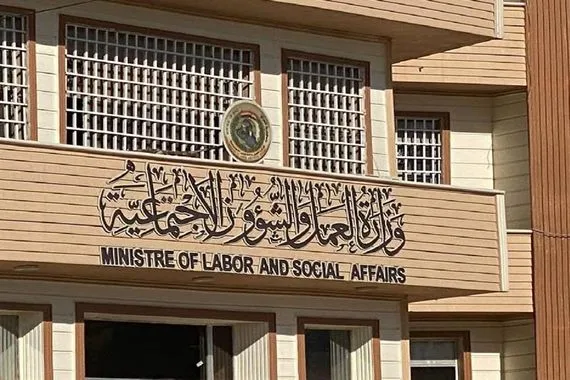 وزارة العمل والشؤون الاجتماعية
MINISTRE OF LABOR AND SOCIAL AFFAIRS